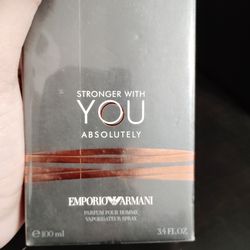 STRONGER WITH
YOU
ABSOLUTELY
EMPORIO ARMANI
PARFUM POUR HOMME
VAPORISATEUR SPRAY
℮ 100 ml 3.4 FL.OZ